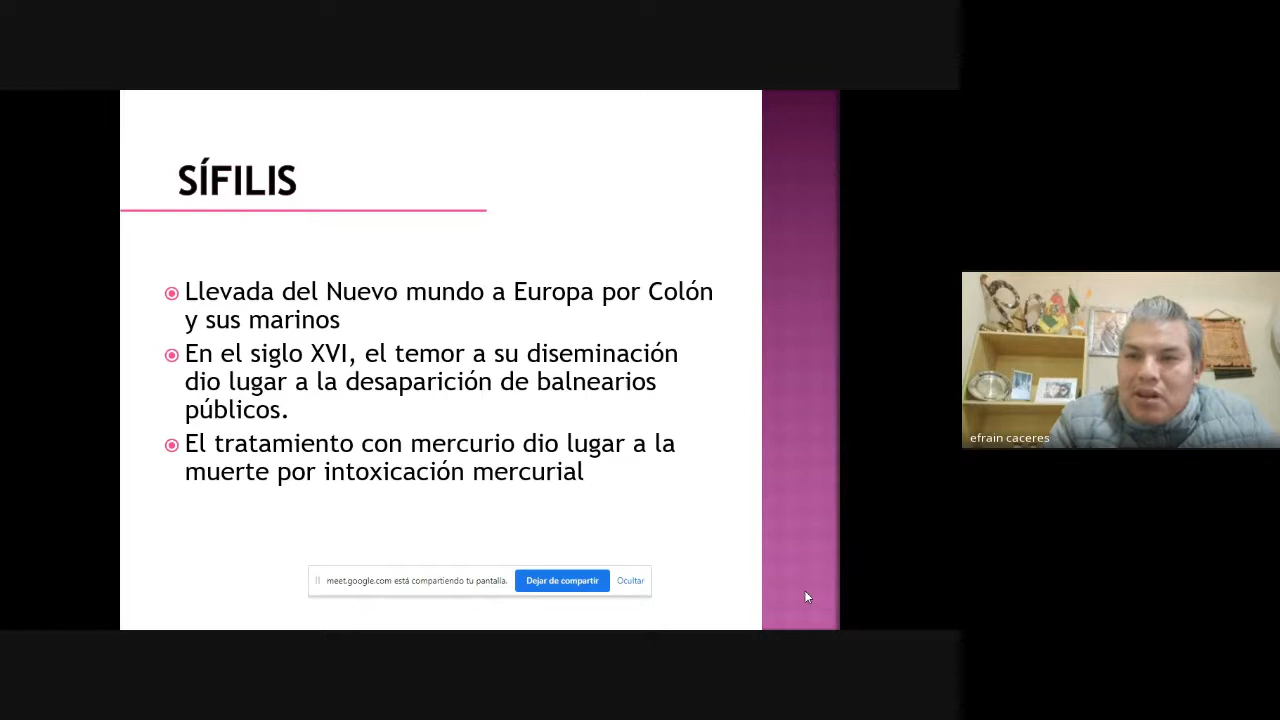 SÍFILIS
Llevada del Nuevo mundo a Europa por Colón
y sus marinos
En el siglo XVI, el temor a su diseminación
dio lugar a la desaparición de balnearios
públicos.
El tratamiento con mercurio dio lugar a la
muerte por intoxicación mercurial
meet.google.com está compartiendo tu pantalla. Dejar de compartir Ocultar
efrain caceres